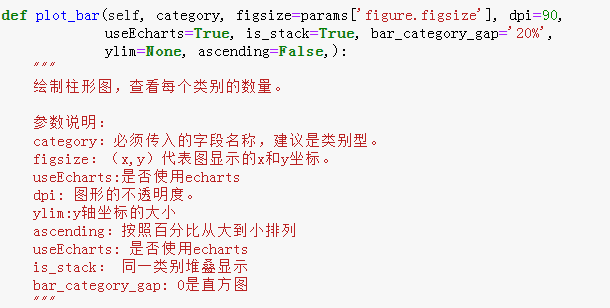 def plot_bar(self, category, figsize=params['figure.figsize'], dpi=90,
useEcharts=True, is_stack=True, bar_category_gap='20%',
ylim=None, ascending=False,):
"""
绘制柱形图，查看每个类别的数量。
参数说明：
category: 必须传入的字段名称，建议是类别型。
figsize: （x,y）代表图显示的x和y坐标。
useEcharts:是否使用echarts
dpi: 图形的不透明度。
ylim:y轴坐标的大小
ascending: 按照百分比从大到小排列
useEcharts: 是否使用echarts
is_stack: 同一类别堆叠显示
bar_category_gap: 0是直方图
"""